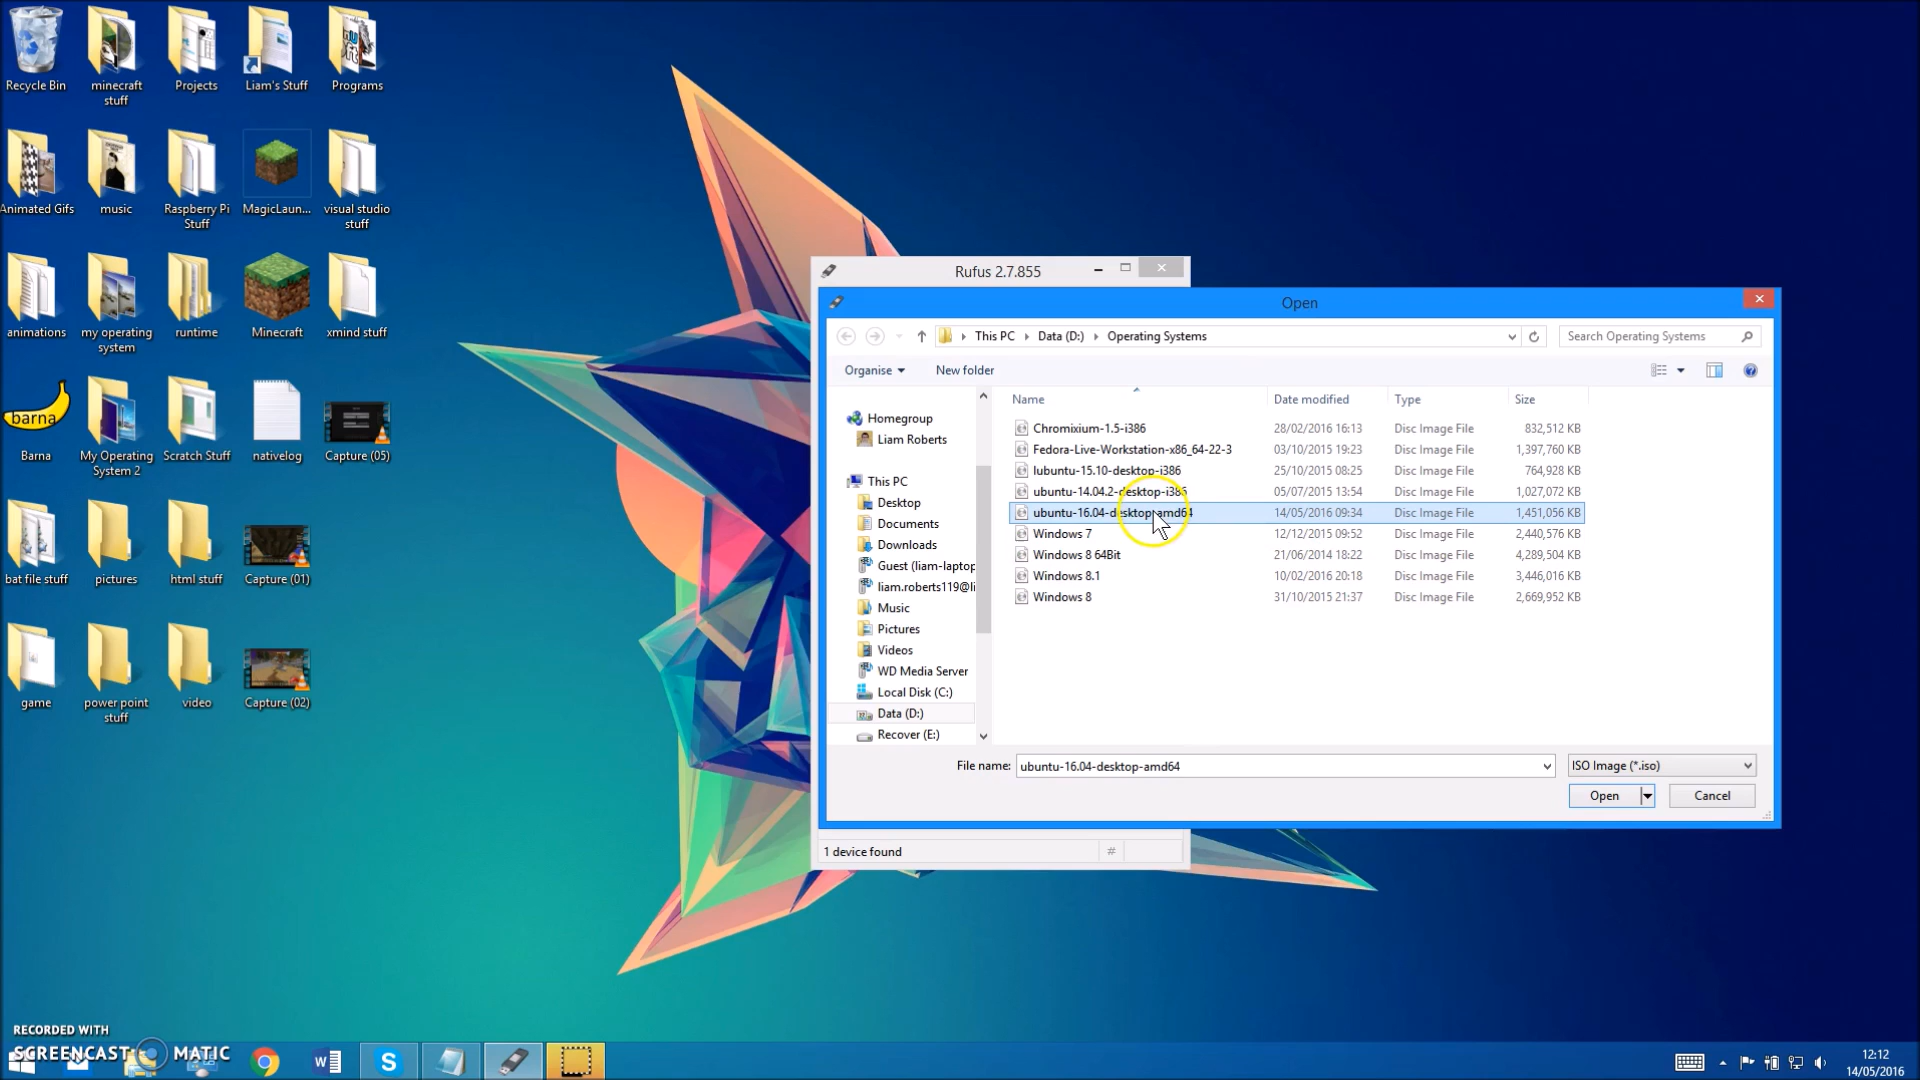 Recycle Bin
minecraft stuff
Projects
Liam's Stuff
Programs
Animated Gifs
music
Raspberry Pi Stuff
MagicLaun...
visual studio stuff
animations
my operating system
runtime
Minecraft
xmind stuff
barna
Barna
My Operating System 2
Scratch Stuff
nativelog
Capture (05)
bat file stuff
pictures
html stuff
Capture (01)
game
power point stuff
video
Capture (02)
Rufus 2.7.855
Open
This PC
Data (D:)
Operating Systems
Search Operating Systems
Organise
New folder
Homegroup
Liam Roberts
This PC
Desktop
Documents
Downloads
Guest (liam-laptop
liam.roberts119@li
Music
Pictures
Videos
WD Media Server
Local Disk (C:)
Data (D:)
Recover (E:)
Name Date modified Type Size
Chromixium-1.5-i386 28/02/2016 16:13 Disc Image File 832,512 KB
Fedora-Live-Workstation-x86_64-22-3 03/10/2015 19:23 Disc Image File 1,397,760 KB
lubuntu-15.10-desktop-i386 25/10/2015 08:25 Disc Image File 764,928 KB
ubuntu-14.04.2-desktop-i386 05/07/2015 13:54 Disc Image File 1,027,072 KB
ubuntu-16.04-desktop-amd64 14/05/2016 09:34 Disc Image File 1,451,056 KB
Windows 7 12/12/2015 09:52 Disc Image File 2,440,576 KB
Windows 8 64Bit 21/06/2014 18:22 Disc Image File 4,289,504 KB
Windows 8.1 10/02/2016 20:18 Disc Image File 3,446,016 KB
Windows 8 31/10/2015 21:37 Disc Image File 2,669,952 KB
File name: ubuntu-16.04-desktop-amd64
ISO Image (*.iso)
Open
Cancel
1 device found
#
RECORDED WITH
SCREENCAST MATIC
12:12
14/05/2016